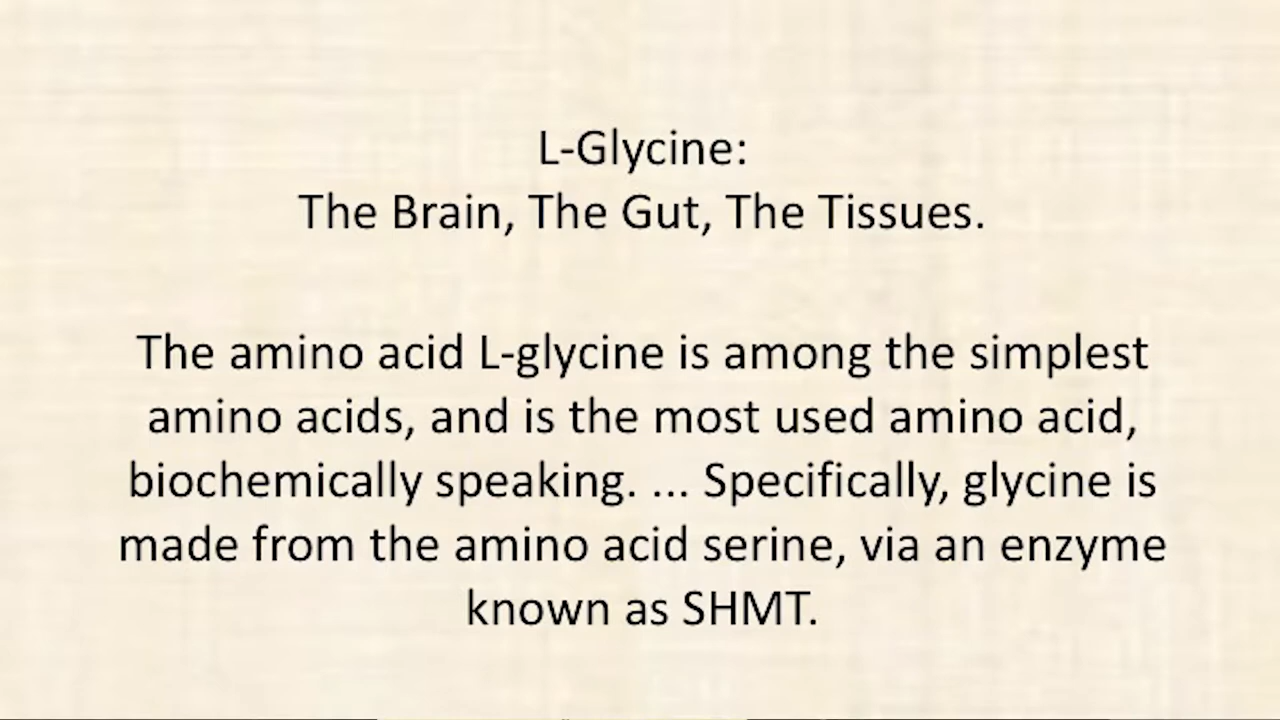 L-Glycine:
The Brain, The Gut, The Tissues.
The amino acid L-glycine is among the simplest
amino acids, and is the most used amino acid,
biochemically speaking. ... Specifically, glycine is
made from the amino acid serine, via an enzyme
known as SHMT.